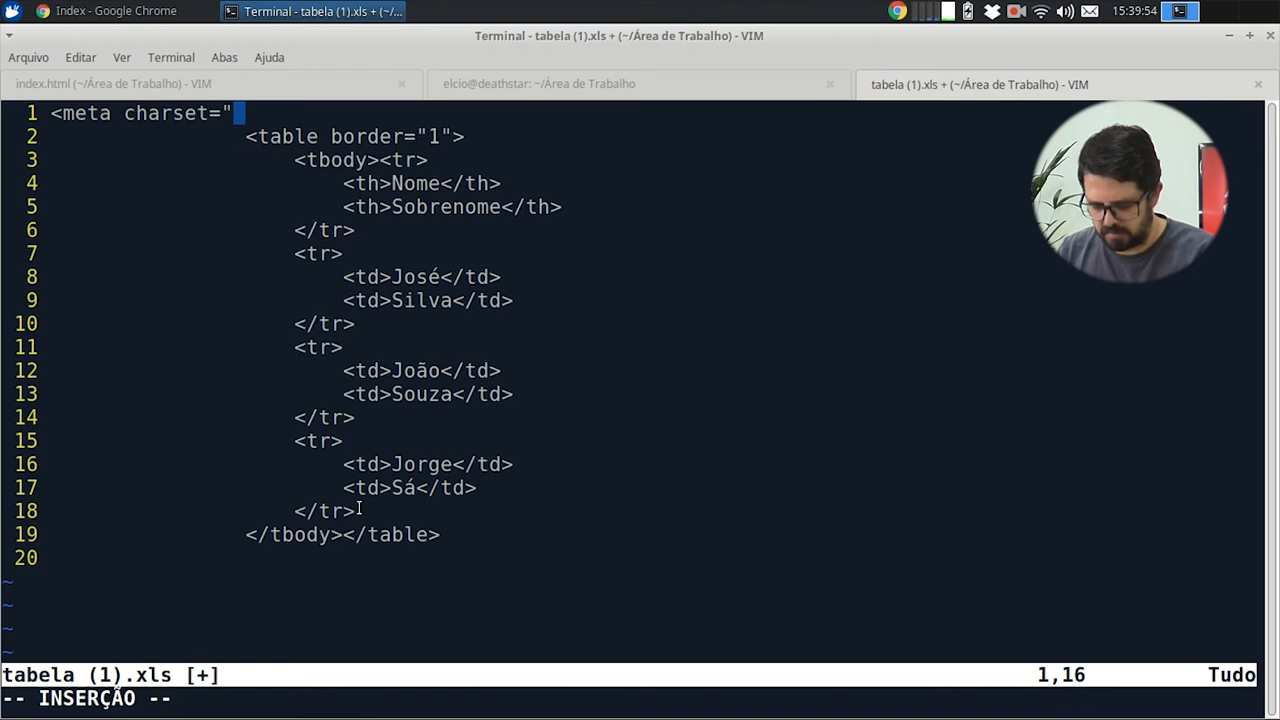 Index - Google Chrome
Terminal - tabela (1).xls + (~/...
15:39:54
Terminal - tabela (1).xls + (~/Área de Trabalho) - VIM
Arquivo Editar Ver Terminal Abas Ajuda
index.html (~/Área de Trabalho) - VIM
elcio@deathstar: ~/Área de Trabalho
tabela (1).xls + (~/Área de Trabalho) - VIM
1 <meta charset="
2 <table border="1">
3 <tbody><tr>
4 <th>Nome</th>
5 <th>Sobrenome</th>
6 </tr>
7 <tr>
8 <td>José</td>
9 <td>Silva</td>
10 </tr>
11 <tr>
12 <td>João</td>
13 <td>Souza</td>
14 </tr>
15 <tr>
16 <td>Jorge</td>
17 <td>Sá</td>
18 </tr>
19 </tbody></table>
20
~
~
~
~
tabela (1).xls [+] 1,16 Tudo
-- INSERÇÃO --